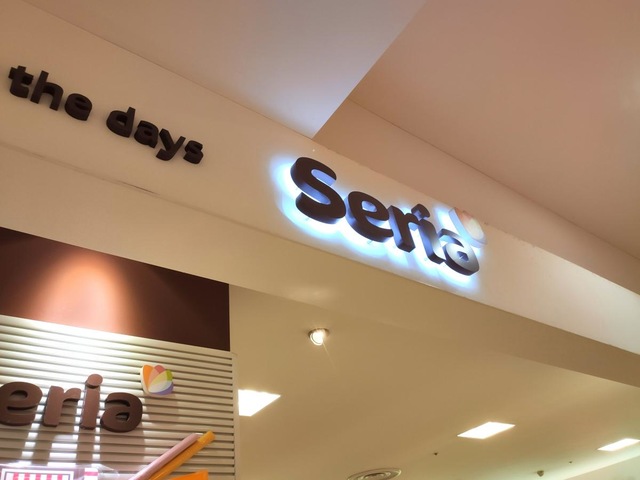 the days
Seria
eria